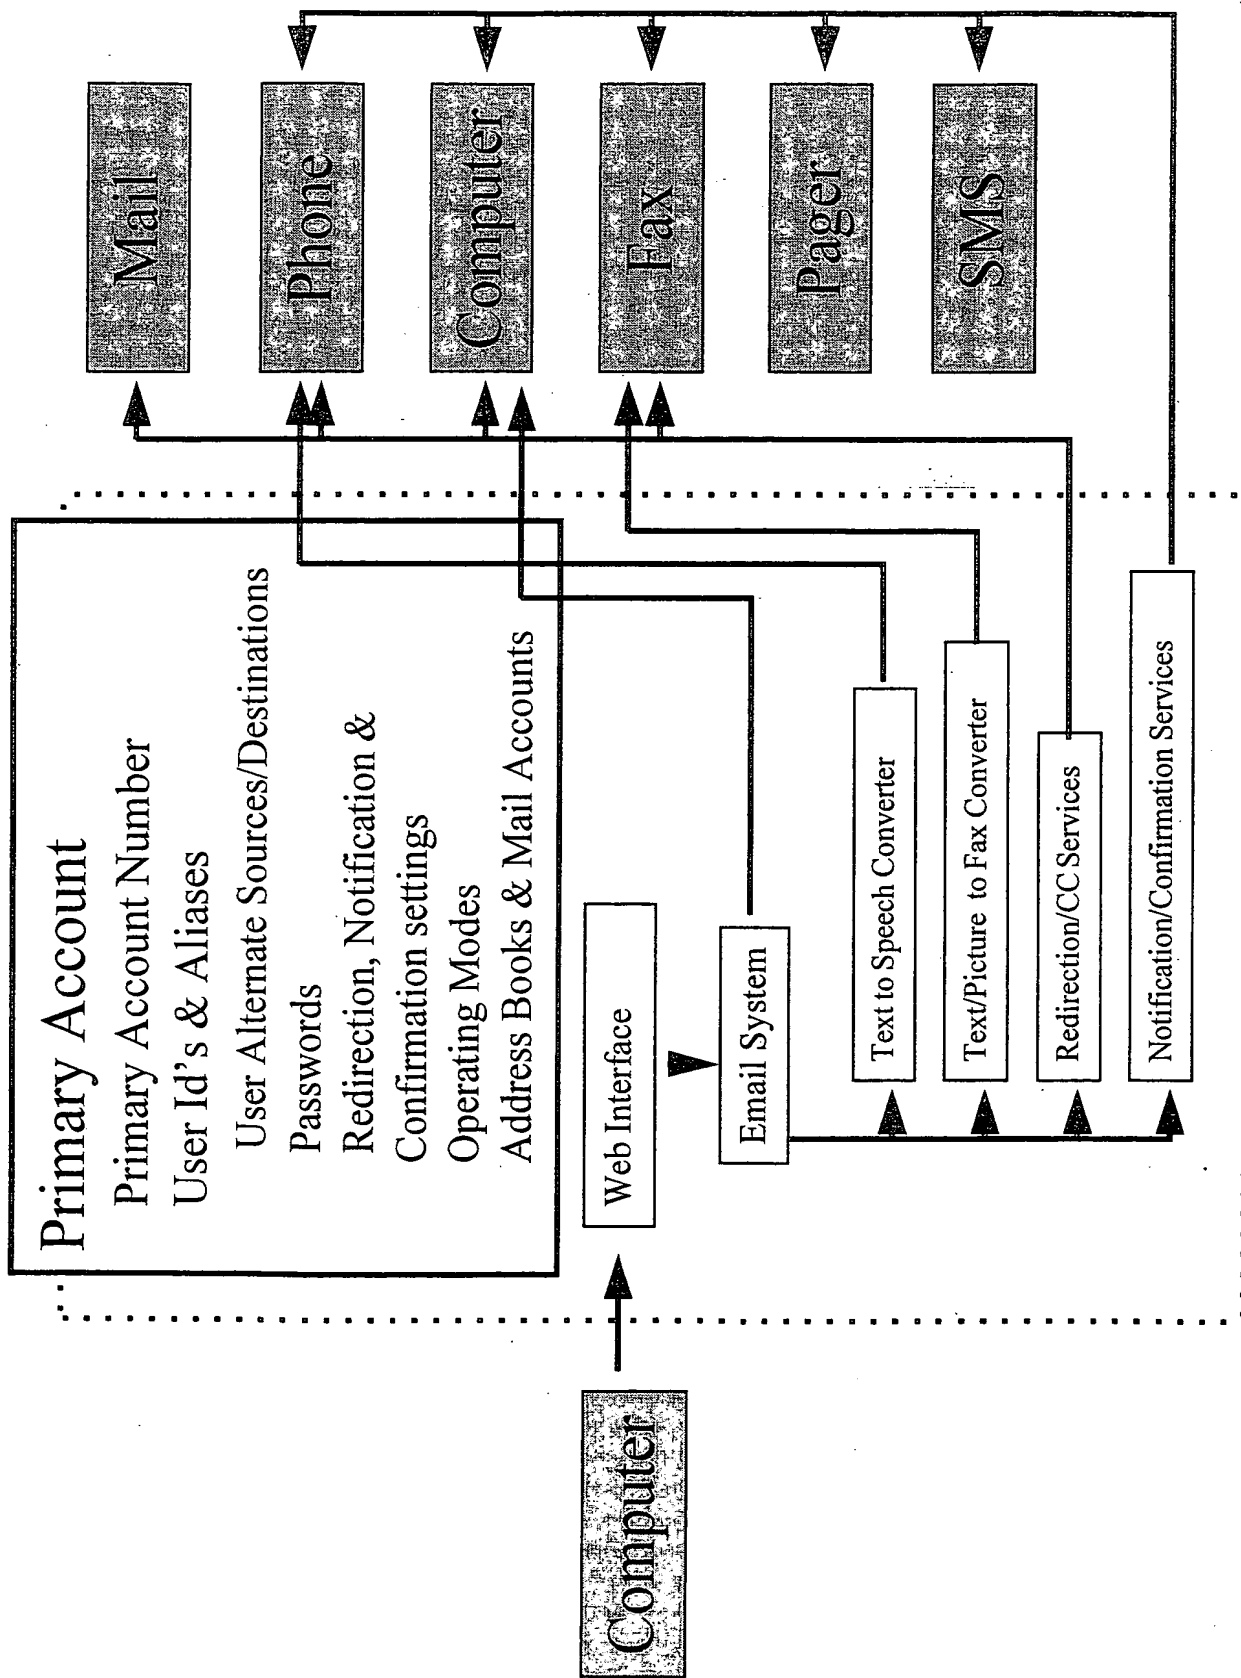 Primary Account
Primary Account Number
User Id's & Aliases
User Alternate Sources/Destinations
Passwords
Redirection, Notification &
Confirmation settings
Operating Modes
Address Books & Mail Accounts
Computer
Web Interface
Email System
Text to Speech Converter
Text/Picture to Fax Converter
Redirection/CC Services
Notification/Confirmation Services
Mail
Phone
Computer
Fax
Pager
SMS